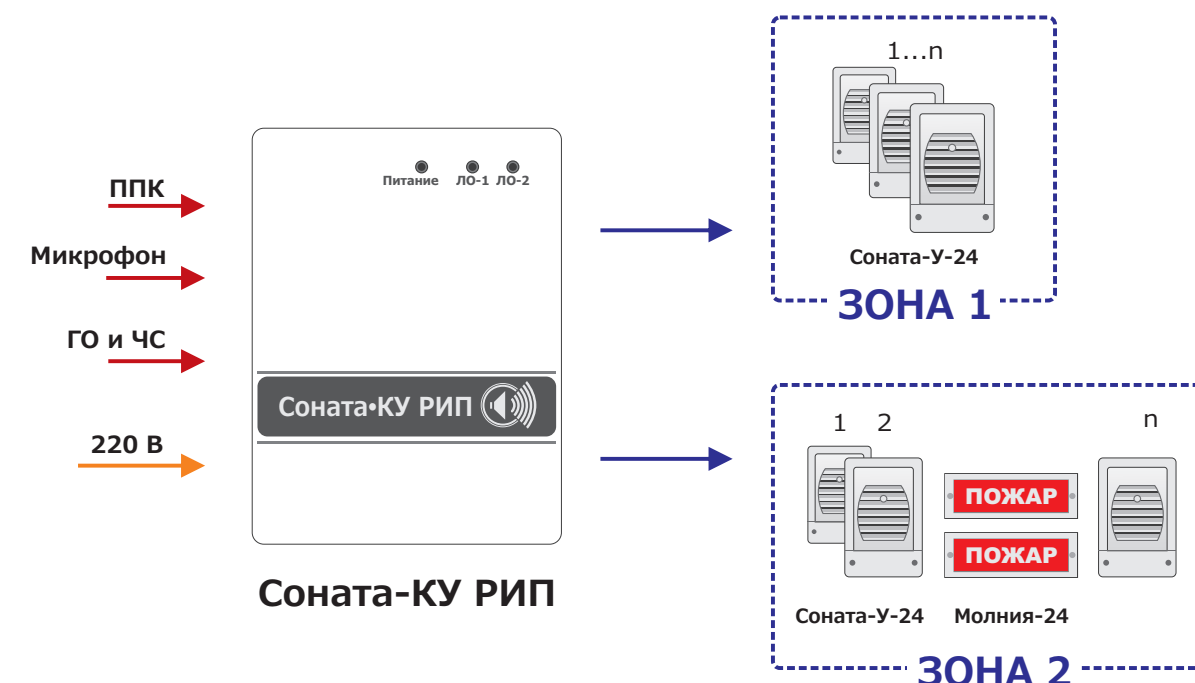 ППК
Микрофон
ГО и ЧС
220 В
Питание ЛО-1 ЛО-2
Соната•КУ РИП
Соната-КУ РИП
1...n
Соната-У-24
ЗОНА 1
1 2 n
ПОЖАР
ПОЖАР
Соната-У-24 Молния-24
ЗОНА 2